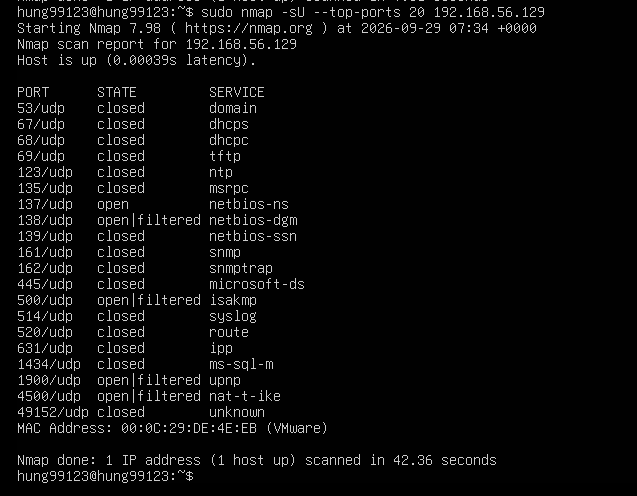 hung99123@hung99123:~$ sudo nmap -sU --top-ports 20 192.168.56.129
Starting Nmap 7.98 ( https://nmap.org ) at 2026-09-29 07:34 +0000
Nmap scan report for 192.168.56.129
Host is up (0.00039s latency).

PORT      STATE         SERVICE
53/udp    closed        domain
67/udp    closed        dhcps
68/udp    closed        dhcpc
69/udp    closed        tftp
123/udp   closed        ntp
135/udp   closed        msrpc
137/udp   open          netbios-ns
138/udp   open|filtered netbios-dgm
139/udp   closed        netbios-ssn
161/udp   closed        snmp
162/udp   closed        snmptrap
445/udp   closed        microsoft-ds
500/udp   open|filtered isakmp
514/udp   closed        syslog
520/udp   closed        route
631/udp   closed        ipp
1434/udp  closed        ms-sql-m
1900/udp  open|filtered upnp
4500/udp  open|filtered nat-t-ike
49152/udp closed        unknown
MAC Address: 00:0C:29:DE:4E:EB (VMware)

Nmap done: 1 IP address (1 host up) scanned in 42.36 seconds
hung99123@hung99123:~$